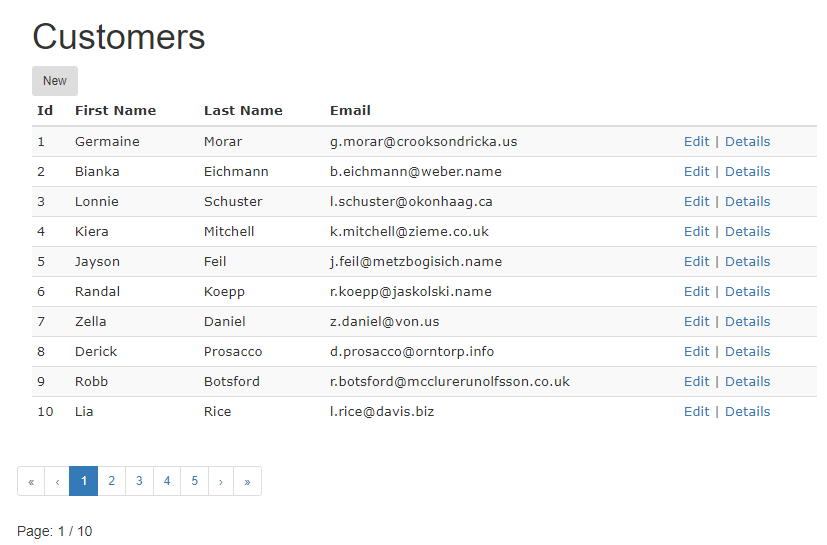 Customers
New
Id First Name Last Name Email
1 Germaine Morar g.morar@crooksondricka.us Edit | Details
2 Bianka Eichmann b.eichmann@weber.name Edit | Details
3 Lonnie Schuster l.schuster@okonhaag.ca Edit | Details
4 Kiera Mitchell k.mitchell@zieme.co.uk Edit | Details
5 Jayson Feil j.feil@metzbogisich.name Edit | Details
6 Randal Koepp r.koepp@jaskolski.name Edit | Details
7 Zella Daniel z.daniel@von.us Edit | Details
8 Derick Prosacco d.prosacco@orntorp.info Edit | Details
9 Robb Botsford r.botsford@mcclurerunolfsson.co.uk Edit | Details
10 Lia Rice l.rice@davis.biz Edit | Details
« ‹ 1 2 3 4 5 › »
Page: 1 / 10